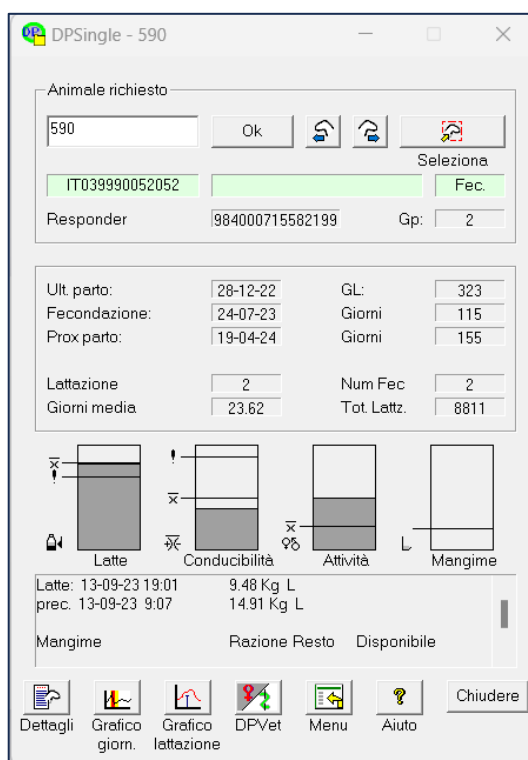 DPSingle - 590
Animale richiesto
590 Ok
Seleziona
IT039990052052 Fec.
Responder 984000715582199 Gp: 2
Ult. parto: 28-12-22 GL: 323
Fecondazione: 24-07-23 Giorni 115
Prox parto: 19-04-24 Giorni 155
Lattazione 2 Num Fec 2
Giorni media 23.62 Tot. Lattz. 8811
Latte Conducibilità Attività Mangime
Latte: 13-09-23 19:01 9.48 Kg L
prec. 13-09-23 9:07 14.91 Kg L
Mangime Razione Resto Disponibile
Dettagli Grafico giorn. Grafico lattazione DPVet Menu Aiuto Chiudere